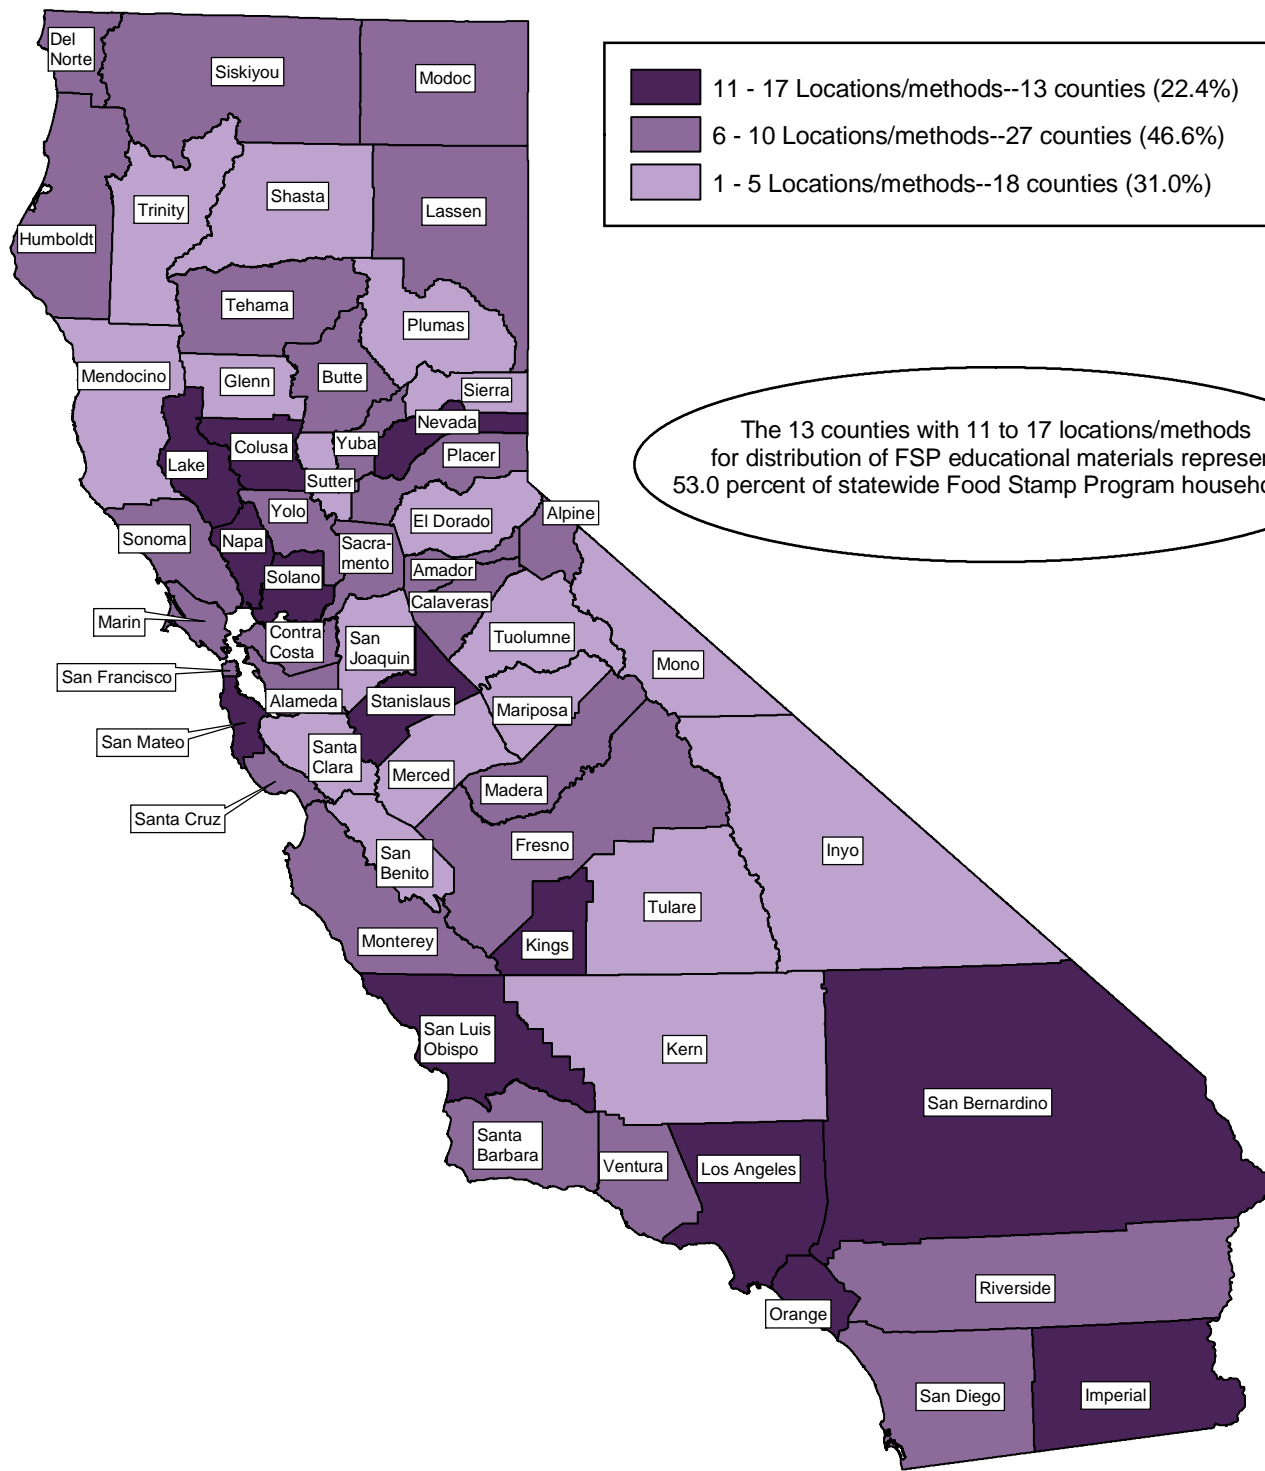 Del
Norte
Siskiyou
Modoc
11 - 17 Locations/methods--13 counties (22.4%)
6 - 10 Locations/methods--27 counties (46.6%)
1 - 5 Locations/methods--18 counties (31.0%)
Trinity
Shasta
Lassen
Humboldt
Tehama
Plumas
Mendocino
Glenn
Butte
Sierra
Nevada
Colusa
Yuba
Placer
Lake
Sutter
The 13 counties with 11 to 17 locations/methods
for distribution of FSP educational materials represen
53.0 percent of statewide Food Stamp Program househo
Yolo
El Dorado
Alpine
Sonoma
Napa
Sacra-
mento
Solano
Amador
Calaveras
Marin
Contra
Costa
San
Joaquin
Tuolumne
Mono
San Francisco
Alameda
Stanislaus
Mariposa
San Mateo
Santa
Clara
Merced
Madera
Santa Cruz
Fresno
Inyo
San
Benito
Tulare
Monterey
Kings
San Luis
Obispo
Kern
San Bernardino
Santa
Barbara
Ventura
Los Angeles
Riverside
Orange
San Diego
Imperial